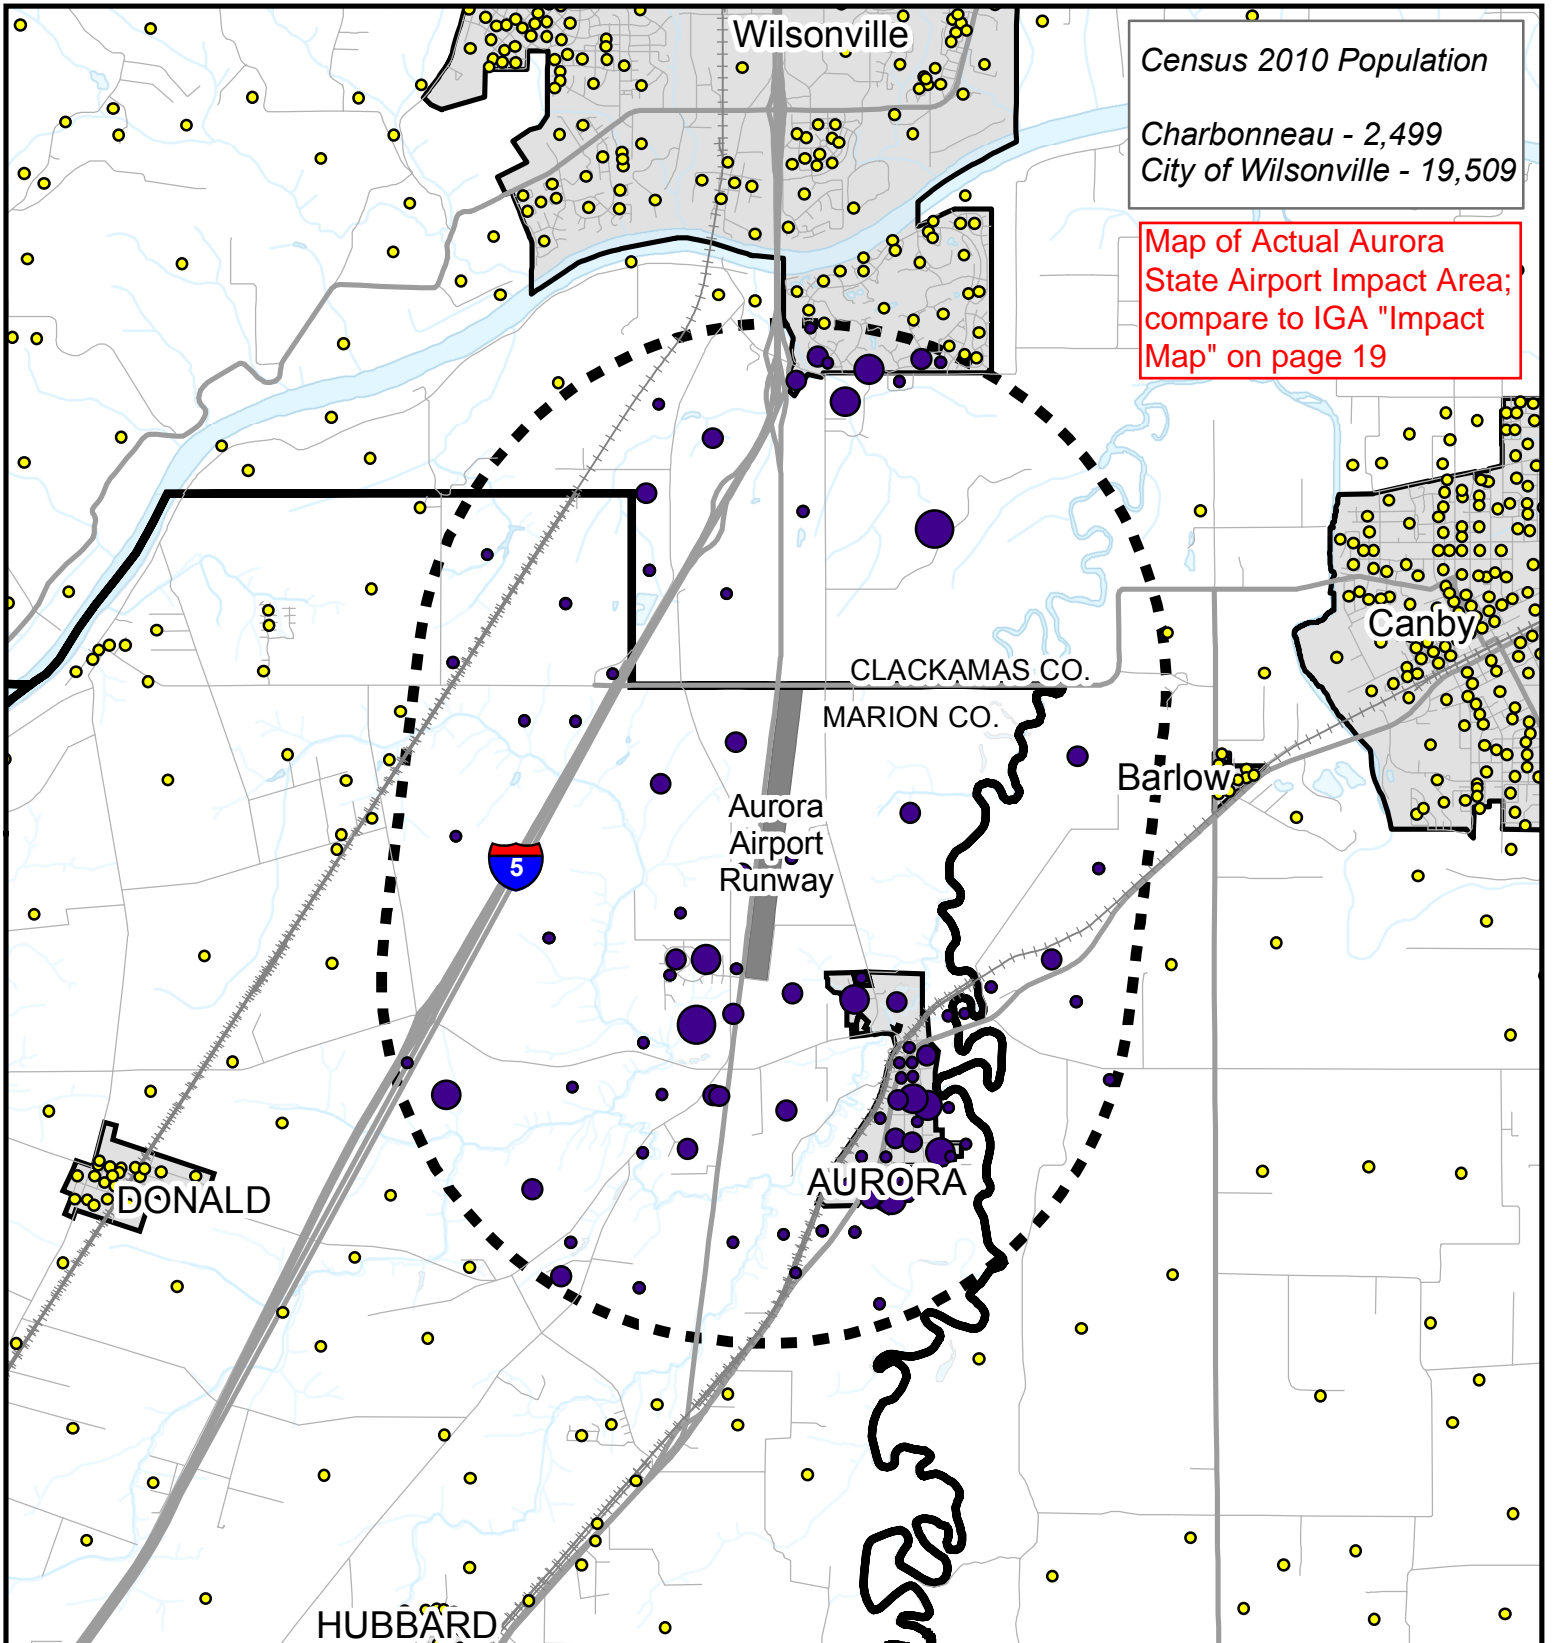 Wilsonville
Census 2010 Population
Charbonneau - 2,499
City of Wilsonville - 19,509
Map of Actual Aurora
State Airport Impact Area;
compare to IGA "Impact
Map" on page 19
Canby
CLACKAMAS CO.
MARION CO.
Barlow
Aurora
Airport
Runway
5
AURORA
DONALD
HUBBARD